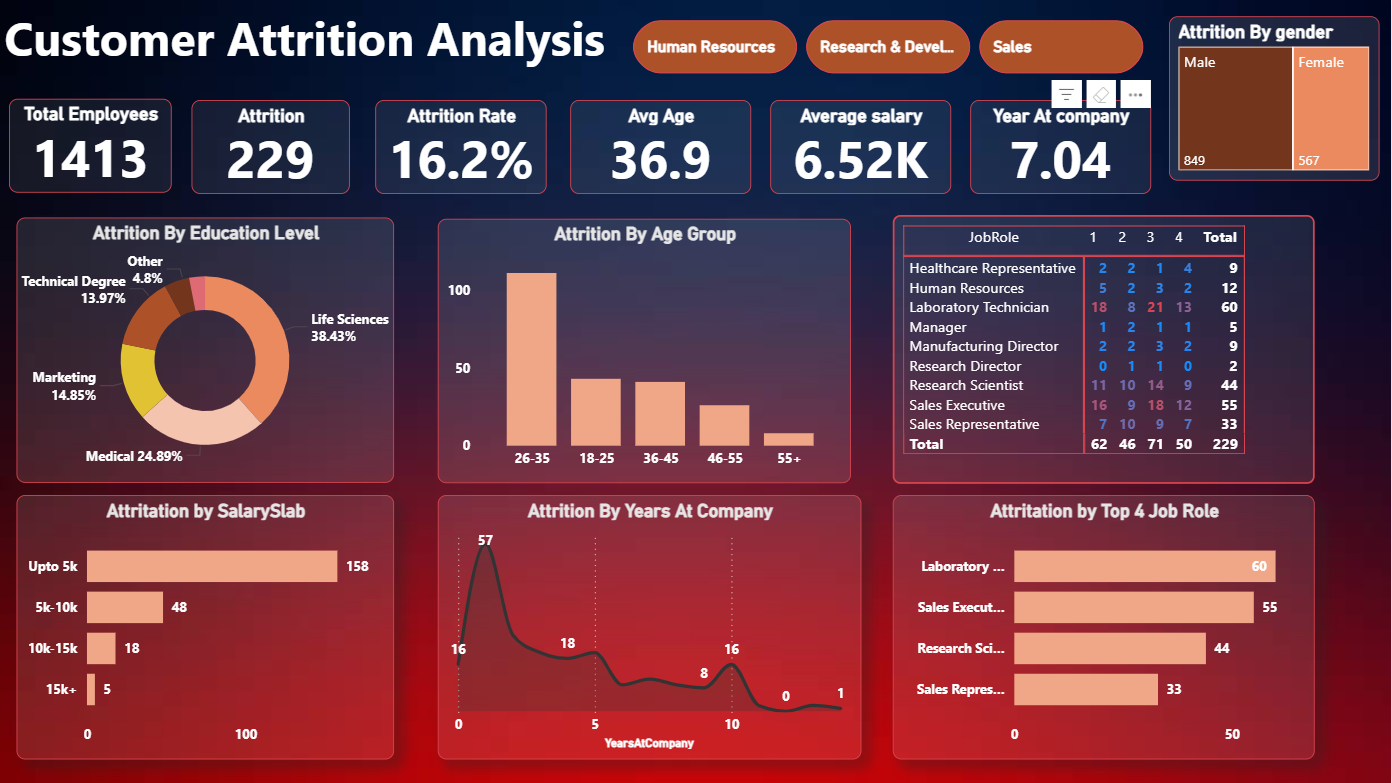 Customer Attrition Analysis
Human Resources
Research & Devel...
Sales
Attrition By gender
Male
Female
849
567
Total Employees
1413
Attrition
229
Attrition Rate
16.2%
Avg Age
36.9
Average salary
6.52K
Year At company
7.04
Attrition By Education Level
Other
4.8%
Technical Degree
13.97%
Life Sciences
38.43%
Marketing
14.85%
Medical 24.89%
Attrition By Age Group
100
50
0
26-35 18-25 36-45 46-55 55+
JobRole 1 2 3 4 Total
Healthcare Representative 2 2 1 4 9
Human Resources 5 2 3 2 12
Laboratory Technician 18 8 21 13 60
Manager 1 2 1 1 5
Manufacturing Director 2 2 3 2 9
Research Director 0 1 1 0 2
Research Scientist 11 10 14 9 44
Sales Executive 16 9 18 12 55
Sales Representative 7 10 9 7 33
Total 62 46 71 50 229
Attritation by SalarySlab
Upto 5k 158
5k-10k 48
10k-15k 18
15k+ 5
0 100
Attrition By Years At Company
57
16
18
8
16
0
1
0 5 10
YearsAtCompany
Attritation by Top 4 Job Role
Laboratory ... 60
Sales Execut... 55
Research Sci... 44
Sales Repres... 33
0 50